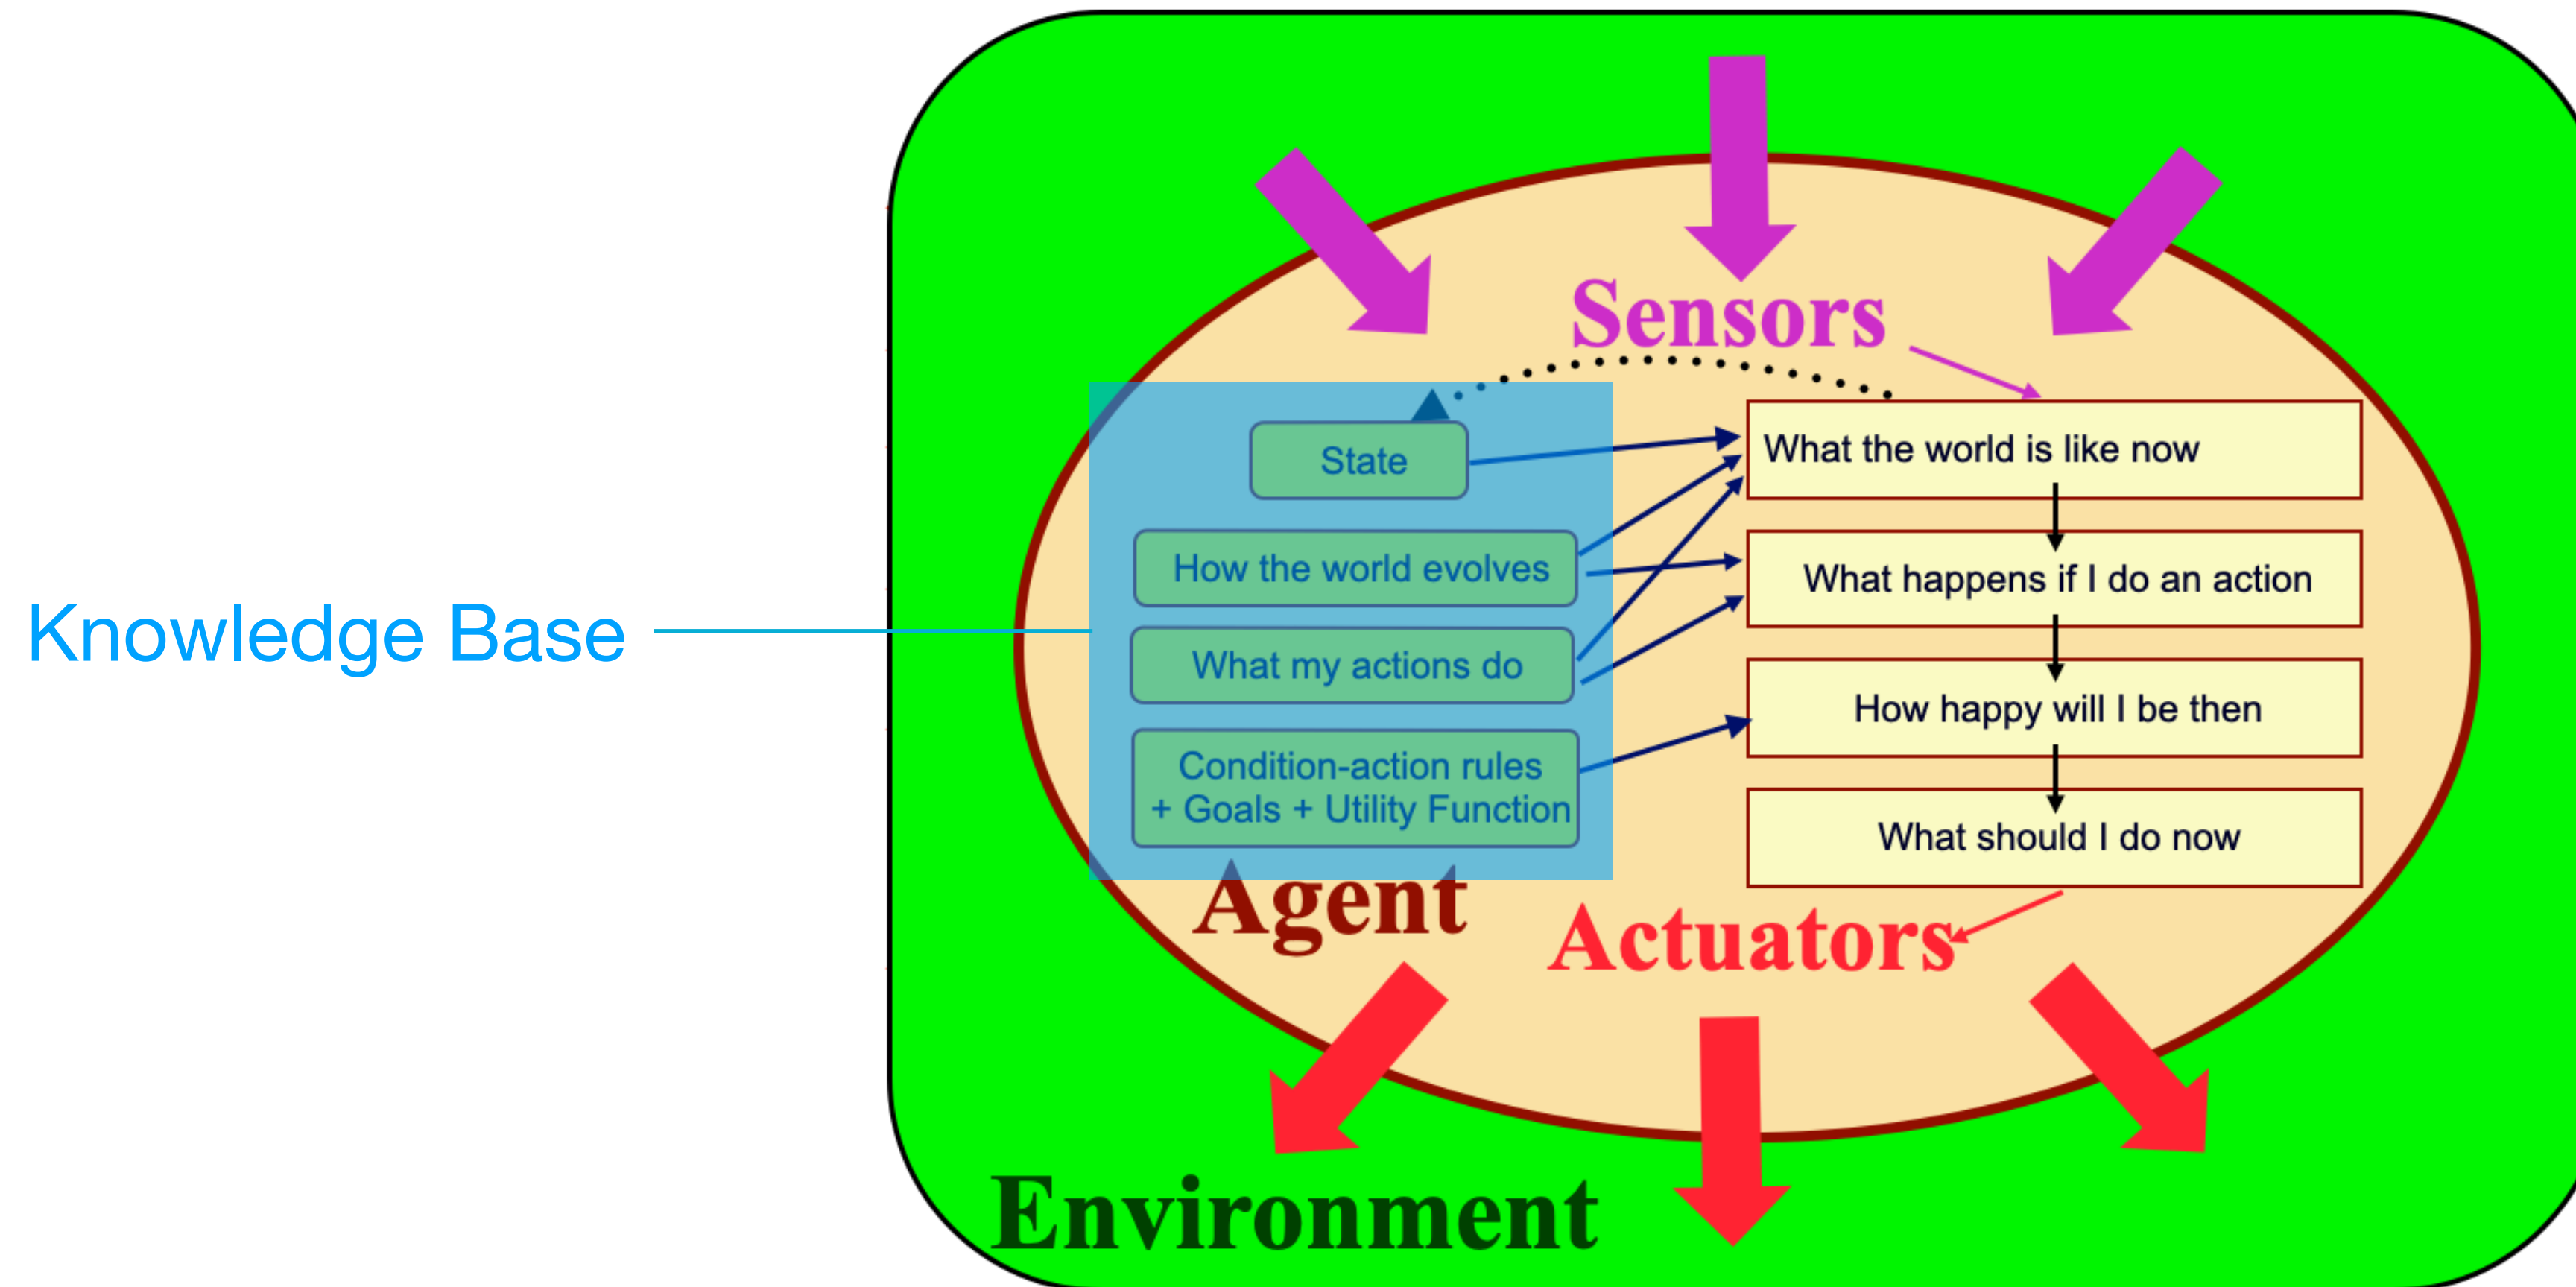 Knowledge Base
Sensors
State
How the world evolves
What my actions do
Condition-action rules
+ Goals + Utility Function
What the world is like now
What happens if I do an action
How happy will I be then
What should I do now
Agent
Actuators
Environment